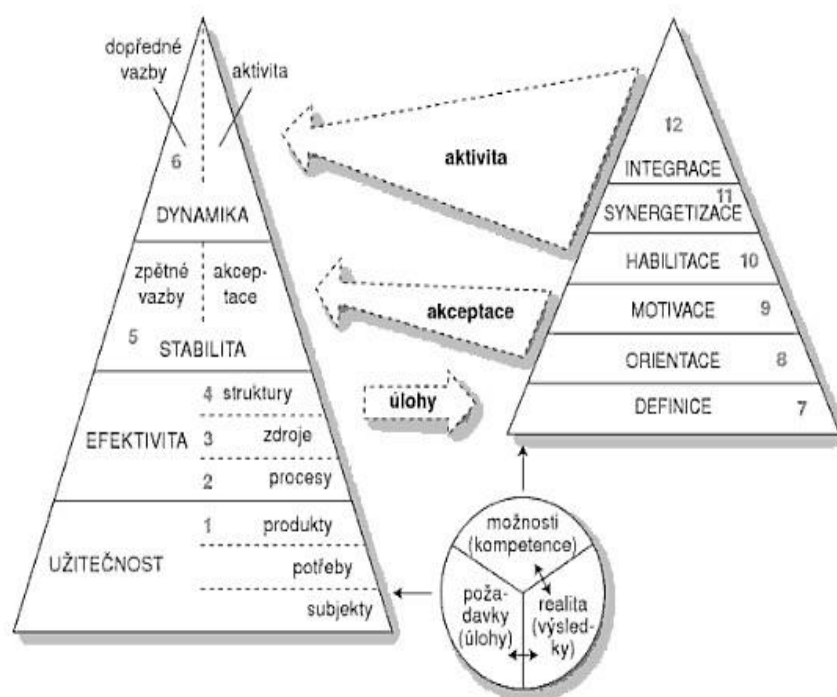 dopředné
vazby
aktivita
6
DYNAMIKA
zpětné
vazby
akcep-
tace
5
STABILITA
4 struktury
EFEKTIVITA
3 zdroje
2 procesy
1 produkty
UŽITEČNOST
potřeby
subjekty
aktivita
akceptace
úlohy
12
INTEGRACE
11
SYNERGETIZACE
HABILITACE 10
MOTIVACE 9
ORIENTACE 8
DEFINICE 7
možnosti
(kompetence)
poža-
davky
(úlohy)
realita
(výsled-
ky)